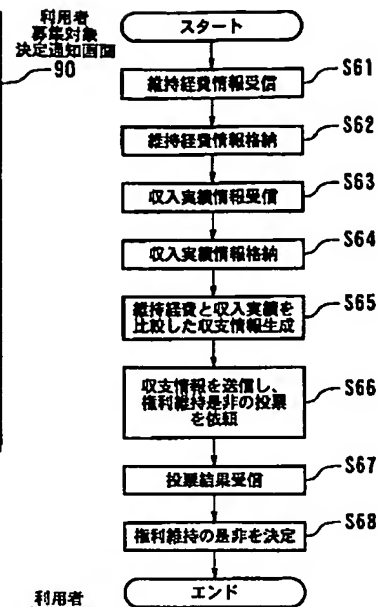 利用者
募集対象
決定通知画面
90
スタート
維持経費情報受信
S61
維持経費情報格納
S62
収入実績情報受信
S63
収入実績情報格納
S64
維持経費と収入実績を
比較した収支情報生成
S65
収支情報を送信し、
権利維持是非の投票
を依頼
S66
投票結果受信
S67
権利維持の是非を決定
S68
エンド
利用者